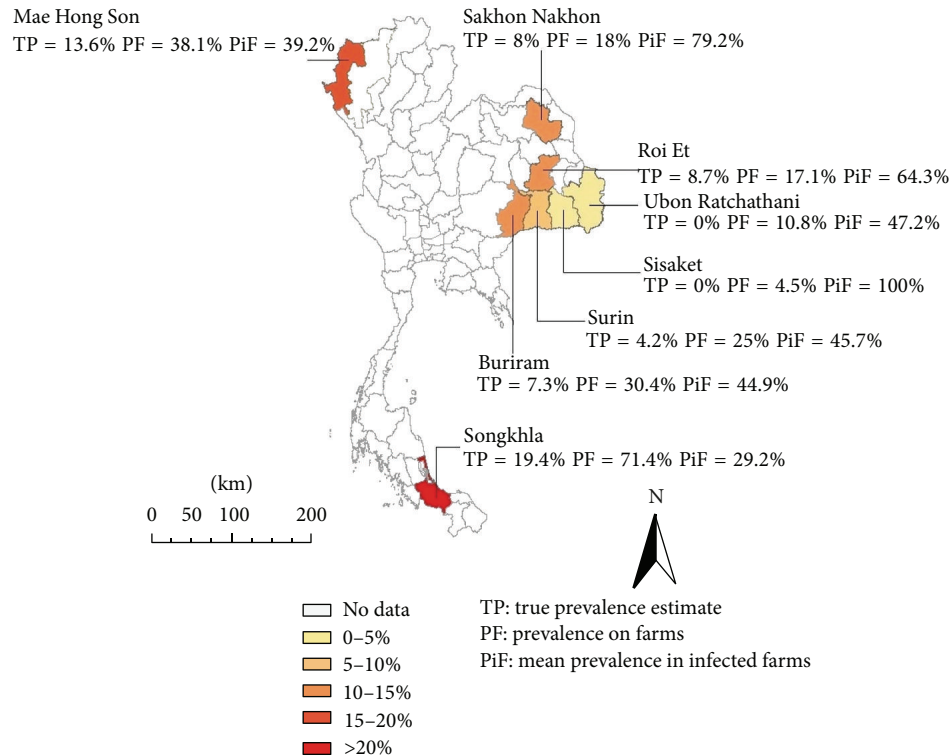 Mae Hong Son
TP = 13.6% PF = 38.1% PiF = 39.2%
Sakhon Nakhon
TP = 8% PF = 18% PiF = 79.2%
Roi Et
TP = 8.7% PF = 17.1% PiF = 64.3%
Ubon Ratchathani
TP = 0% PF = 10.8% PiF = 47.2%
Sisaket
TP = 0% PF = 4.5% PiF = 100%
Surin
TP = 4.2% PF = 25% PiF = 45.7%
Buriram
TP = 7.3% PF = 30.4% PiF = 44.9%
Songkhla
TP = 19.4% PF = 71.4% PiF = 29.2%
(km)
0 50 100 200
N
No data
0–5%
5–10%
10–15%
15–20%
>20%
TP: true prevalence estimate
PF: prevalence on farms
PiF: mean prevalence in infected farms